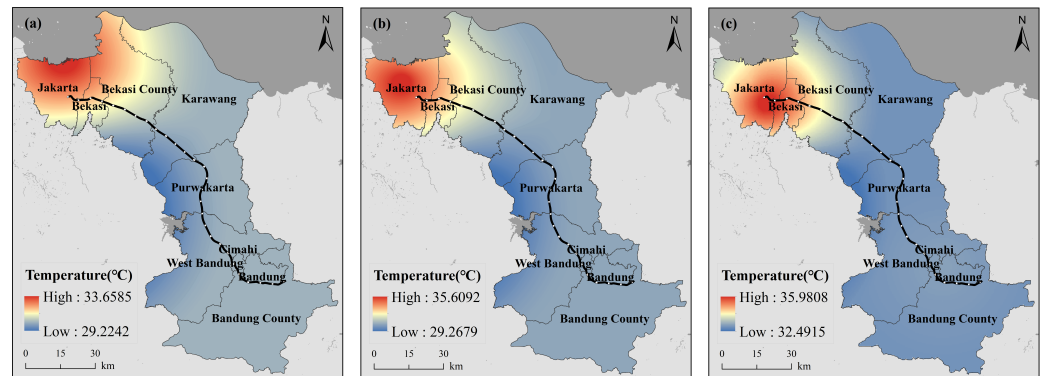 (a)
N
Jakarta
Bekasi
Bekasi County
Karawang
Purwakarta
Cimahi
West Bandung
Bandung
Bandung County
Temperature(°C)
High : 33.6585
Low : 29.2242
0 15 30
km
(b)
N
Jakarta
Bekasi
Bekasi County
Karawang
Purwakarta
Cimahi
West Bandung
Bandung
Bandung County
Temperature(°C)
High : 35.6092
Low : 29.2679
0 15 30
km
(c)
N
Jakarta
Bekasi
Bekasi County
Karawang
Purwakarta
Cimahi
West Bandung
Bandung
Bandung County
Temperature(°C)
High : 35.9808
Low : 32.4915
0 15 30
km